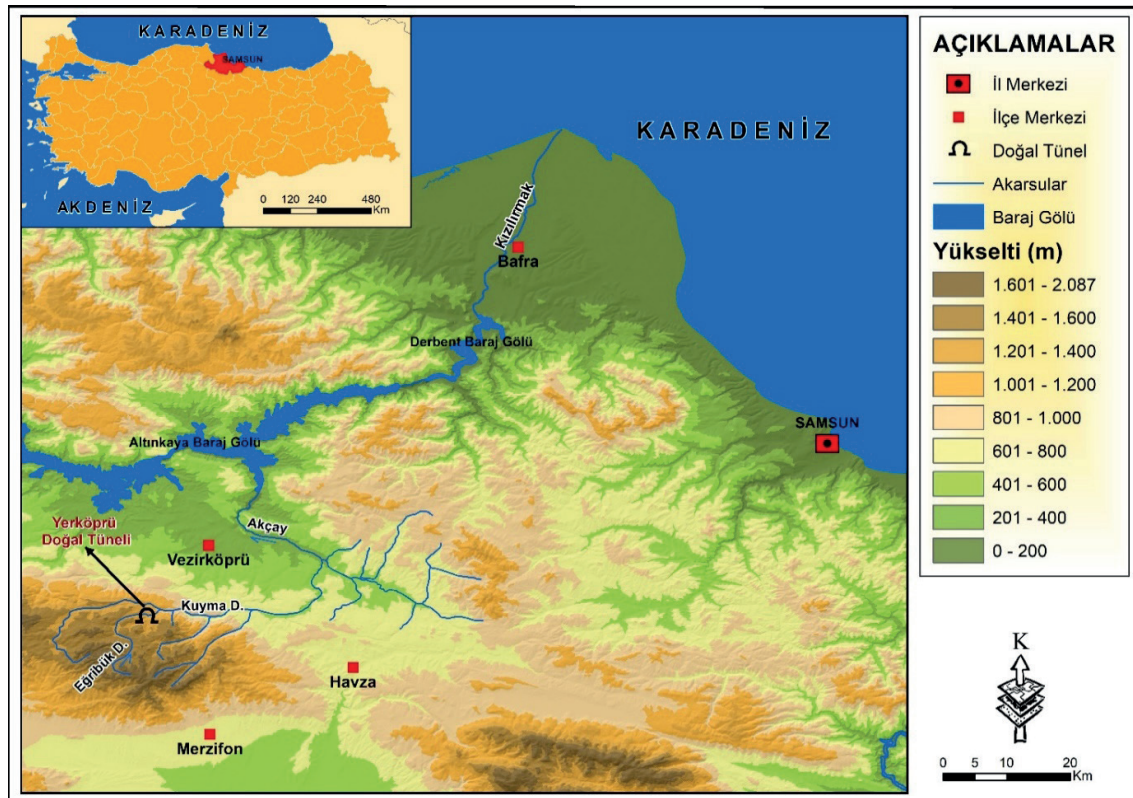 KARADENİZ
SAMSUN
AKDENİZ
0 120 240 480
Km
KARADENİZ
Kızılırmak
Bafra
Derbent Baraj Gölü
SAMSUN
Altınkaya Baraj Gölü
Akçay
Yerköprü
Doğal Tüneli
Vezirköprü
Kuyma D.
Eğribük D.
Havza
Merzifon
AÇIKLAMALAR
İl Merkezi
İlçe Merkezi
Doğal Tünel
Akarsular
Baraj Gölü
Yükselti (m)
1.601 - 2.087
1.401 - 1.600
1.201 - 1.400
1.001 - 1.200
801 - 1.000
601 - 800
401 - 600
201 - 400
0 - 200
K
0 5 10 20
Km